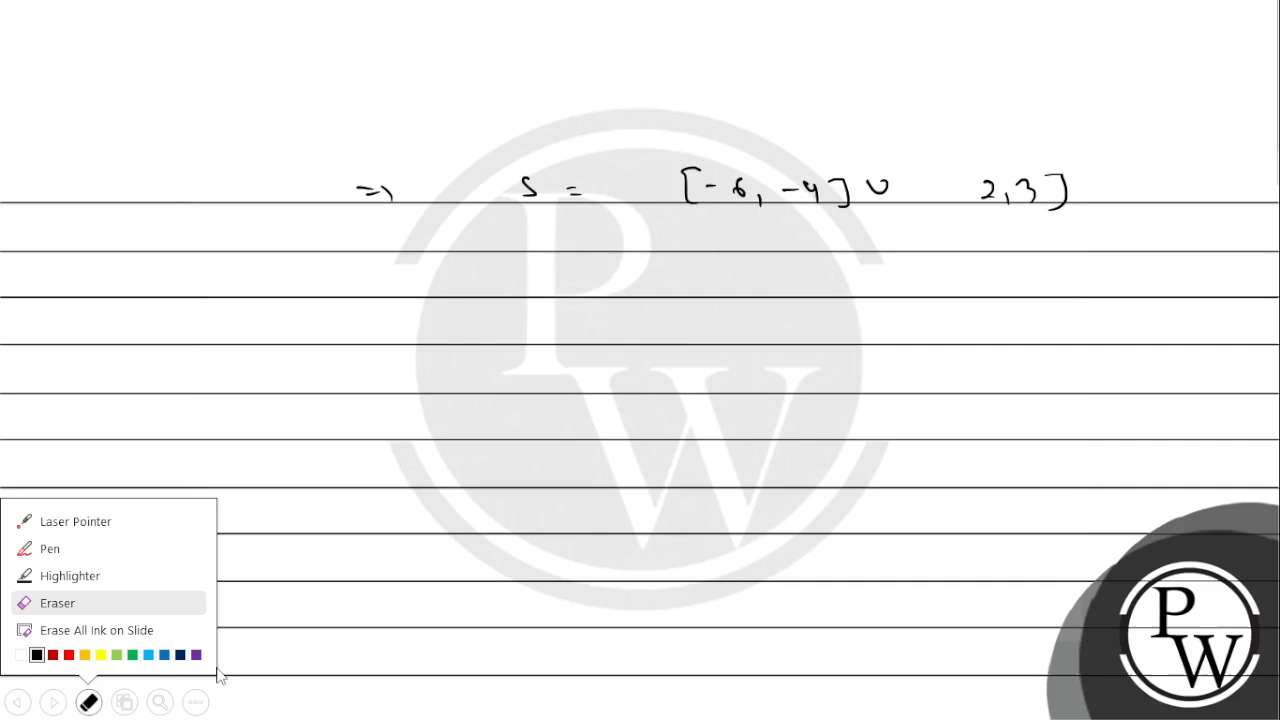 => S = [-6, -4] ∪ 2,3]
P
W
Laser Pointer
Pen
Highlighter
Eraser
Erase All Ink on Slide
P
W